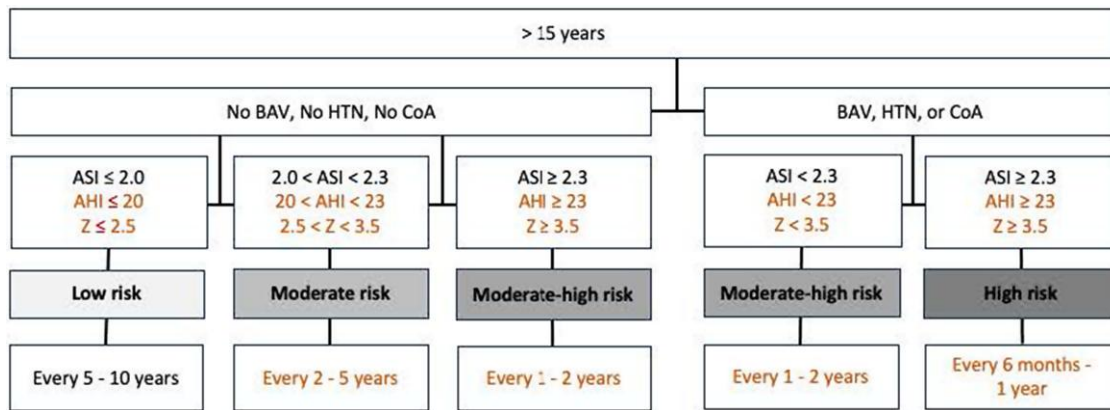 > 15 years
No BAV, No HTN, No CoA
BAV, HTN, or CoA
ASI ≤ 2.0
AHI ≤ 20
Z ≤ 2.5
2.0 < ASI < 2.3
20 < AHI < 23
2.5 < Z < 3.5
ASI ≥ 2.3
AHI ≥ 23
Z ≥ 3.5
ASI < 2.3
AHI < 23
Z < 3.5
ASI ≥ 2.3
AHI ≥ 23
Z ≥ 3.5
Low risk
Moderate risk
Moderate-high risk
Moderate-high risk
High risk
Every 5 - 10 years
Every 2 - 5 years
Every 1 - 2 years
Every 1 - 2 years
Every 6 months -
1 year